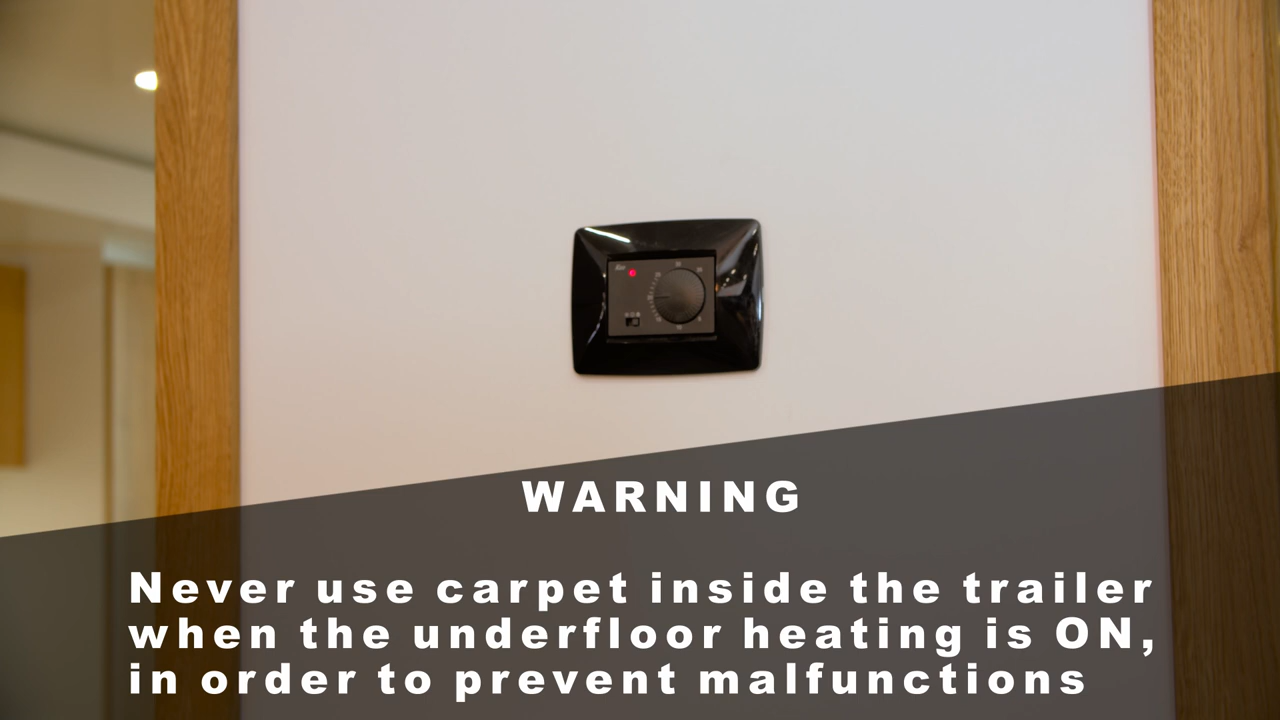 WARNING
Never use carpet inside the trailer
when the underfloor heating is ON,
in order to prevent malfunctions